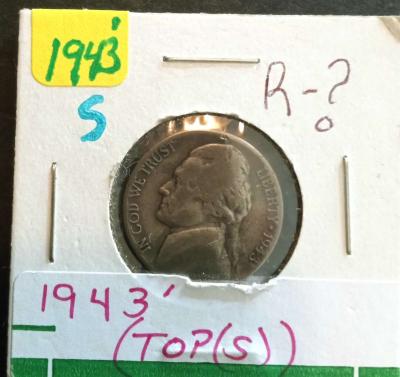 1943'
S
R-?
IN GOD WE TRUST
LIBERTY ★ 1943
1943'
(TOP(S))